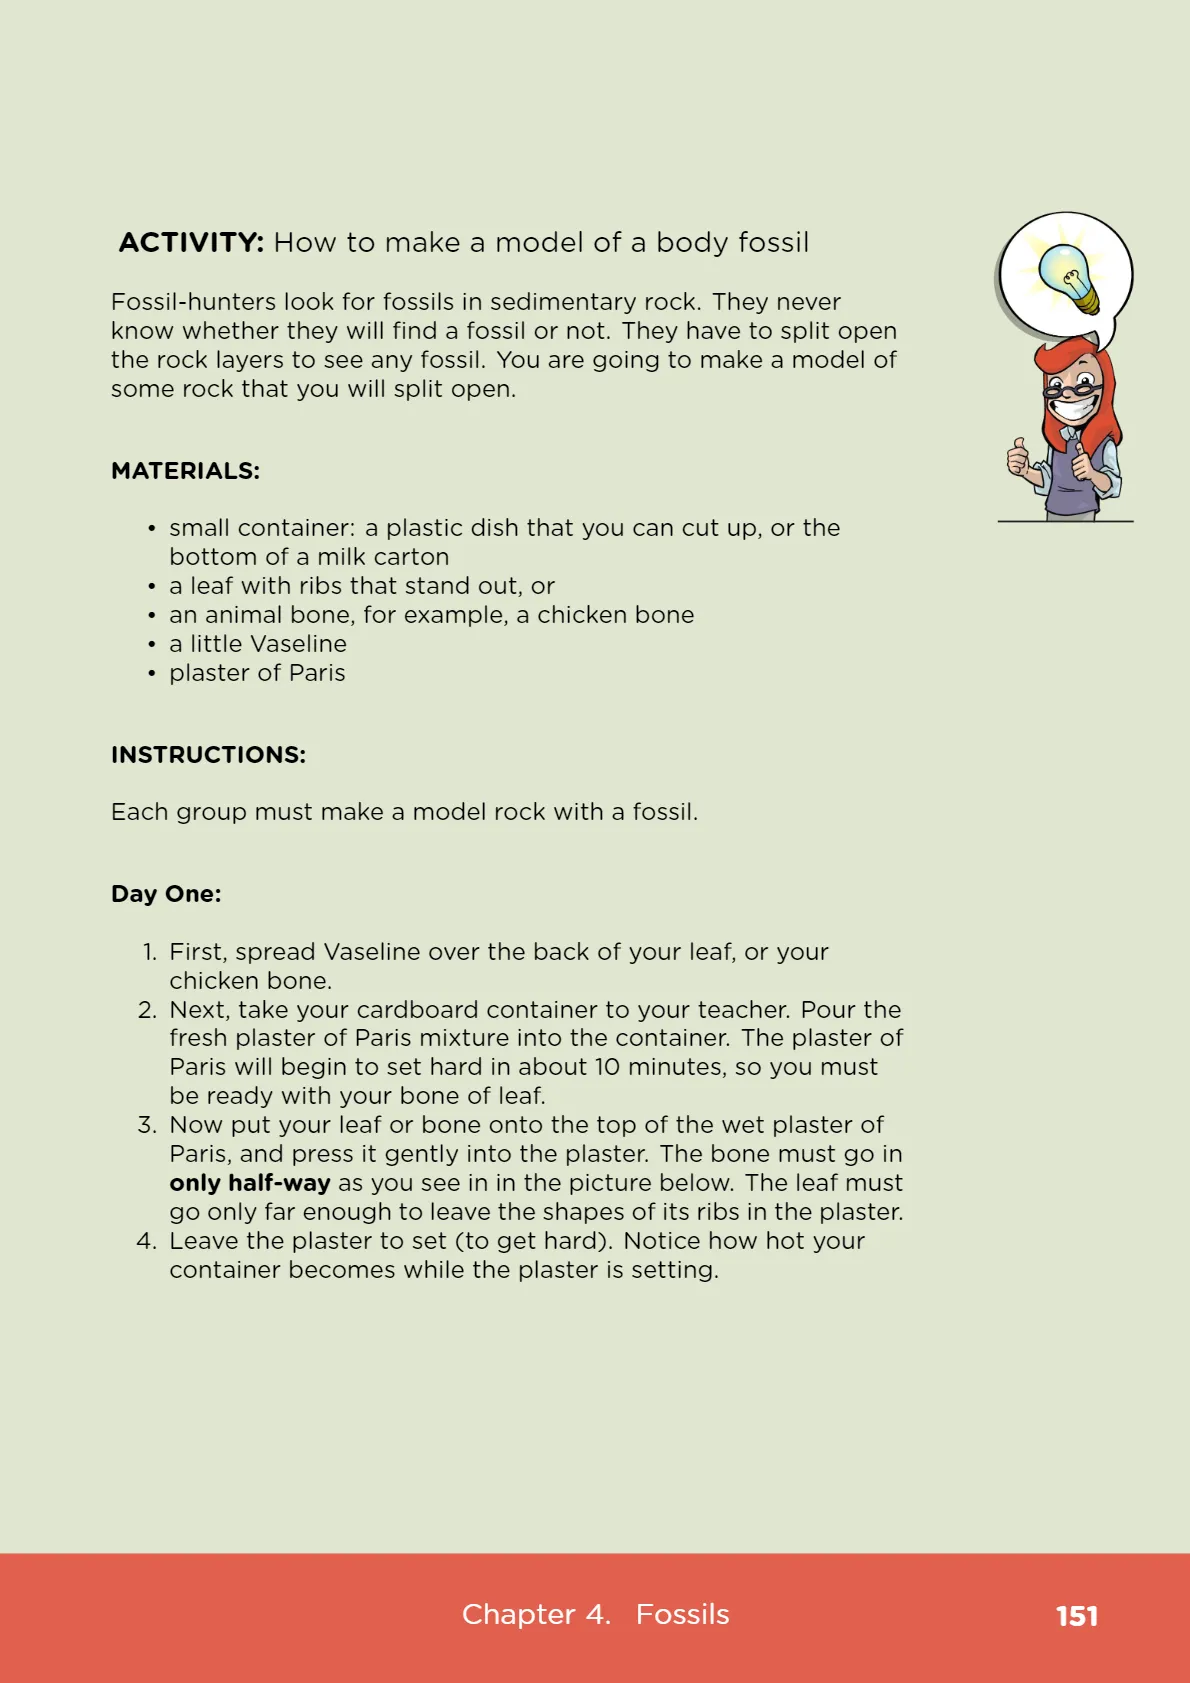 ACTIVITY: How to make a model of a body fossil
Fossil-hunters look for fossils in sedimentary rock. They never
know whether they will find a fossil or not. They have to split open
the rock layers to see any fossil. You are going to make a model of
some rock that you will split open.
MATERIALS:
• small container: a plastic dish that you can cut up, or the
bottom of a milk carton
• a leaf with ribs that stand out, or
• an animal bone, for example, a chicken bone
• a little Vaseline
• plaster of Paris
INSTRUCTIONS:
Each group must make a model rock with a fossil.
Day One:
1. First, spread Vaseline over the back of your leaf, or your
chicken bone.
2. Next, take your cardboard container to your teacher. Pour the
fresh plaster of Paris mixture into the container. The plaster of
Paris will begin to set hard in about 10 minutes, so you must
be ready with your bone of leaf.
3. Now put your leaf or bone onto the top of the wet plaster of
Paris, and press it gently into the plaster. The bone must go in
only half-way as you see in in the picture below. The leaf must
go only far enough to leave the shapes of its ribs in the plaster.
4. Leave the plaster to set (to get hard). Notice how hot your
container becomes while the plaster is setting.
Chapter 4. Fossils 151